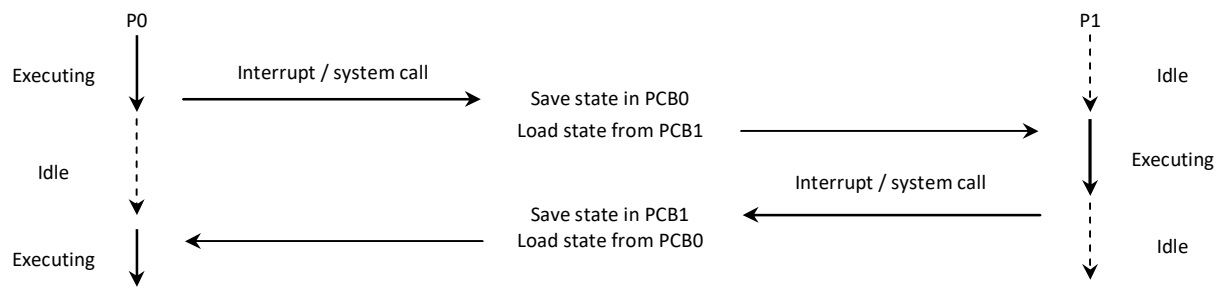 P0
P1
Executing
Interrupt / system call
Idle
Save state in PCB0
Load state from PCB1
Idle
Executing
Interrupt / system call
Save state in PCB1
Load state from PCB0
Executing
Idle